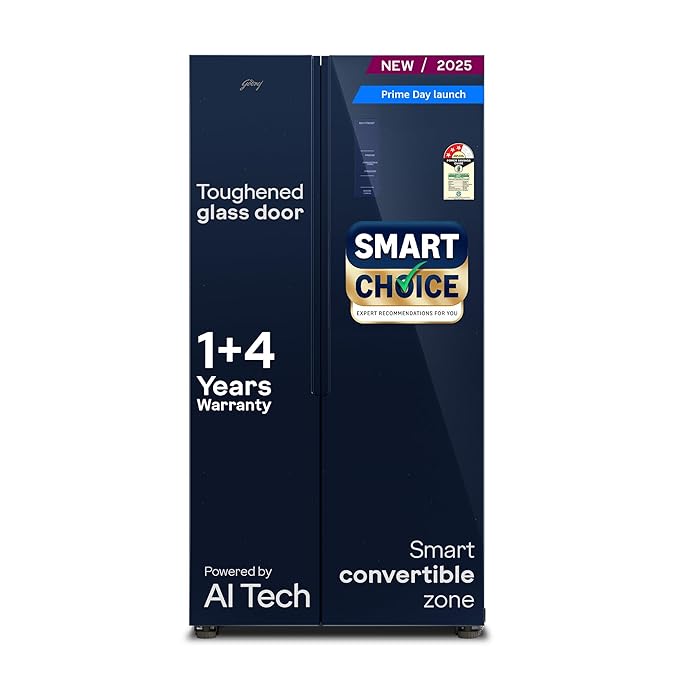 Godrej
NEW / 2025
Prime Day launch
Toughened
glass door
SMART
CHOICE
EXPERT RECOMMENDATIONS FOR YOU
1+4
Years
Warranty
Powered by
AI Tech
Smart
convertible
zone